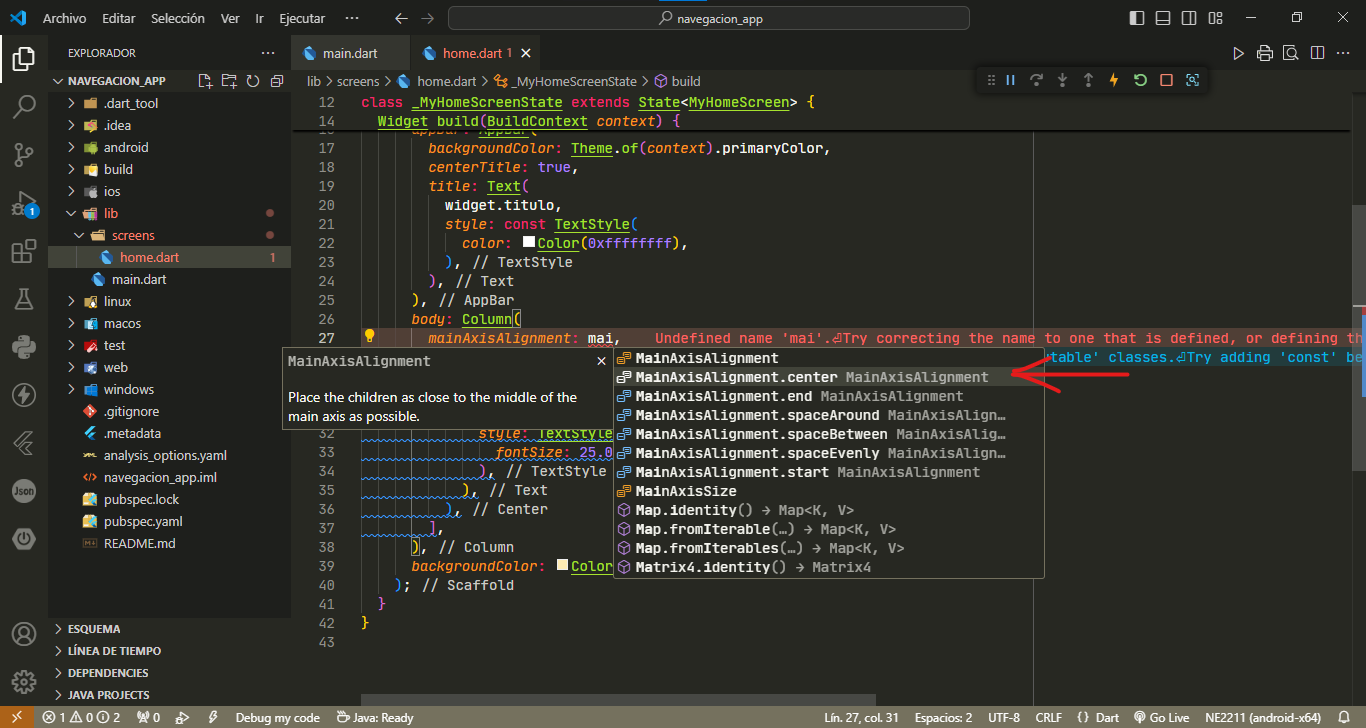 Archivo Editar Selección Ver Ir Ejecutar ··· navegacion_app
EXPLORADOR ···
NAVEGACION_APP
.dart_tool
.idea
android
build
ios
lib
screens
home.dart 1
main.dart
linux
macos
test
web
windows
.gitignore
.metadata
analysis_options.yaml
navegacion_app.iml
pubspec.lock
pubspec.yaml
README.md
ESQUEMA
LÍNEA DE TIEMPO
DEPENDENCIES
JAVA PROJECTS
1
Json
main.dart
home.dart 1
lib > screens > home.dart > _MyHomeScreenState > build
12 class _MyHomeScreenState extends State<MyHomeScreen> {
14 Widget build(BuildContext context) {
17 backgroundColor: Theme.of(context).primaryColor,
18 centerTitle: true,
19 title: Text(
20 widget.titulo,
21 style: const TextStyle(
22 color: Color(0xffffffff),
23 ), // TextStyle
24 ), // Text
25 ), // AppBar
26 body: Column(
27 mainAxisAlignment: mai, Undefined name 'mai'.⏎Try correcting the name to one that is defined, or defining th
table' classes.⏎Try adding 'const' be
MainAxisAlignment
Place the children as close to the middle of the
main axis as possible.
MainAxisAlignment
MainAxisAlignment.center MainAxisAlignment
MainAxisAlignment.end MainAxisAlignment
MainAxisAlignment.spaceAround MainAxisAlign…
MainAxisAlignment.spaceBetween MainAxisAlig…
MainAxisAlignment.spaceEvenly MainAxisAlign…
MainAxisAlignment.start MainAxisAlignment
MainAxisSize
Map.identity() → Map<K, V>
Map.fromIterable(…) → Map<K, V>
Map.fromIterables(…) → Map<K, V>
Matrix4.identity() → Matrix4
32 style: TextStyle
33 fontSize: 25.0
34 ), // TextStyle
35 ), // Text
36 ), // Center
37 ],
38 ), // Column
39 backgroundColor: Color
40 ); // Scaffold
41 }
42 }
43
1 0 2 0 Debug my code Java: Ready Lín. 27, col. 31 Espacios: 2 UTF-8 CRLF {} Dart Go Live NE2211 (android-x64)